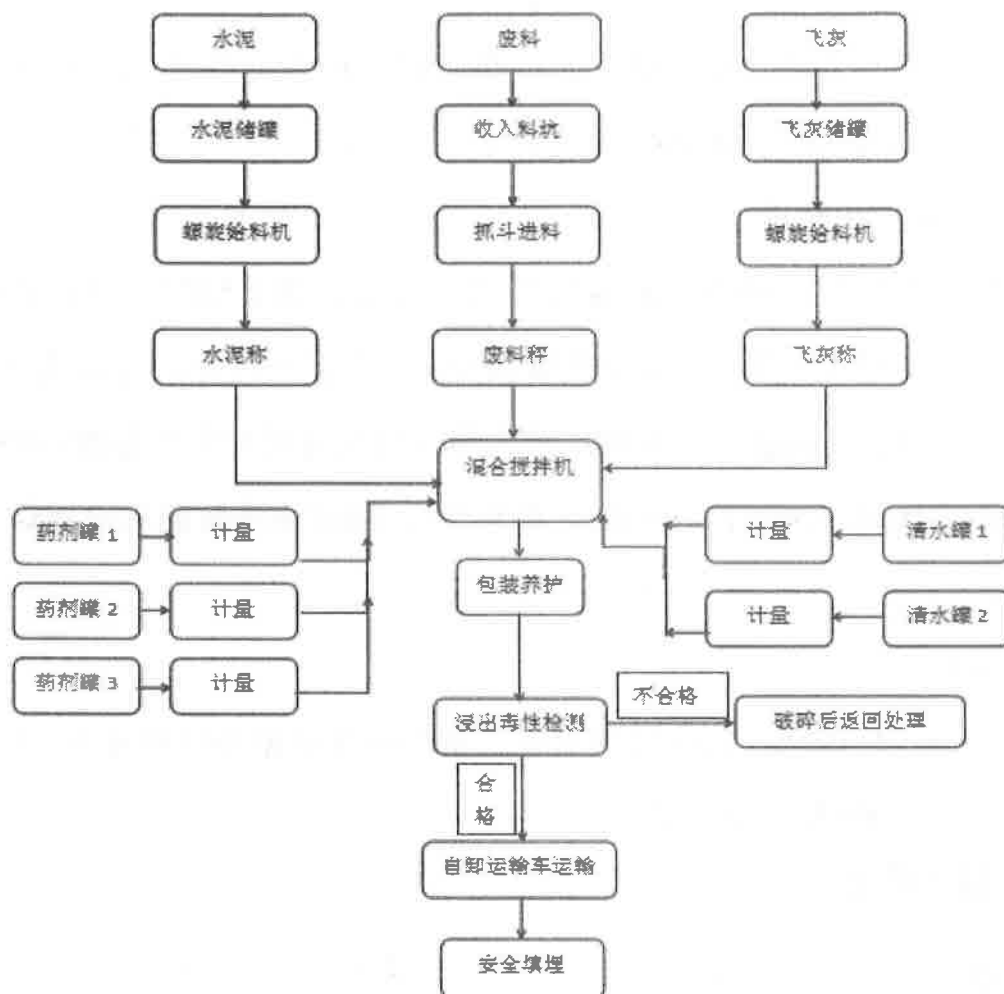 水泥
废料
飞灰
水泥储罐
收入料坑
飞灰储罐
螺旋给料机
抓斗进料
螺旋给料机
水泥称
废料秤
飞灰称
混合搅拌机
药剂罐 1
计量
计量
清水罐 1
包装养护
药剂罐 2
计量
计量
清水罐 2
药剂罐 3
计量
不合格
浸出毒性检测
破碎后返回处理
合
格
自卸运输车运输
安全填埋